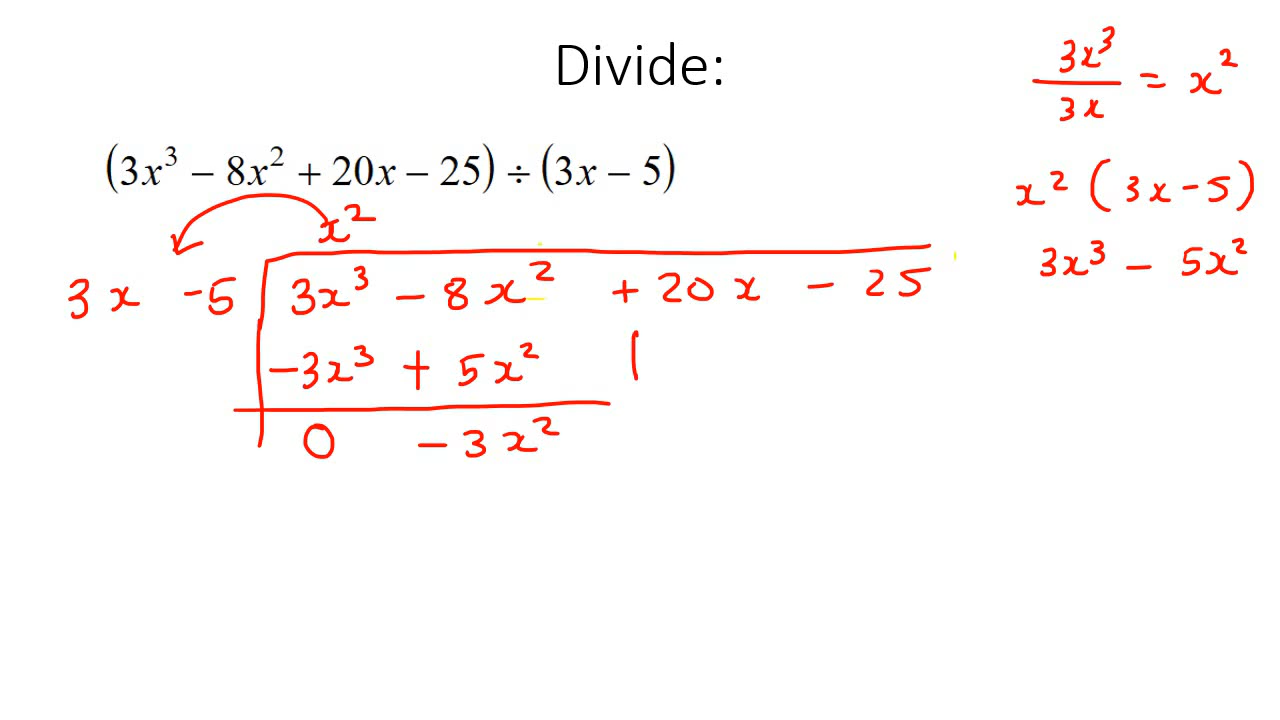 Divide:
(3x³ − 8x² + 20x − 25) ÷ (3x − 5)
x²
3x -5 3x³ - 8x² + 20x - 25
-3x³ + 5x²
0 -3x²
3x³/3x = x²
x² (3x-5)
3x³ - 5x²